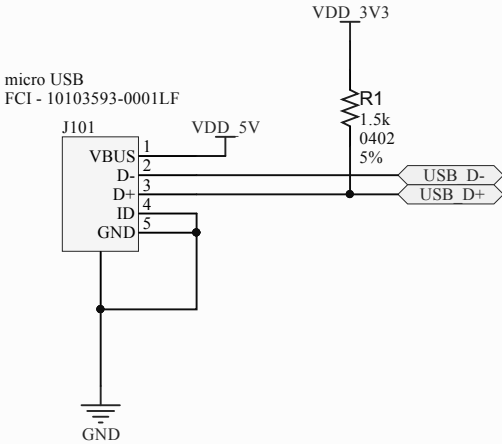 VDD_3V3
micro USB
FCI - 10103593-0001LF
R1
1.5k
0402
5%
J101
VDD_5V
VBUS 1
D- 2
D+ 3
ID 4
GND 5
USB_D-
USB_D+
GND